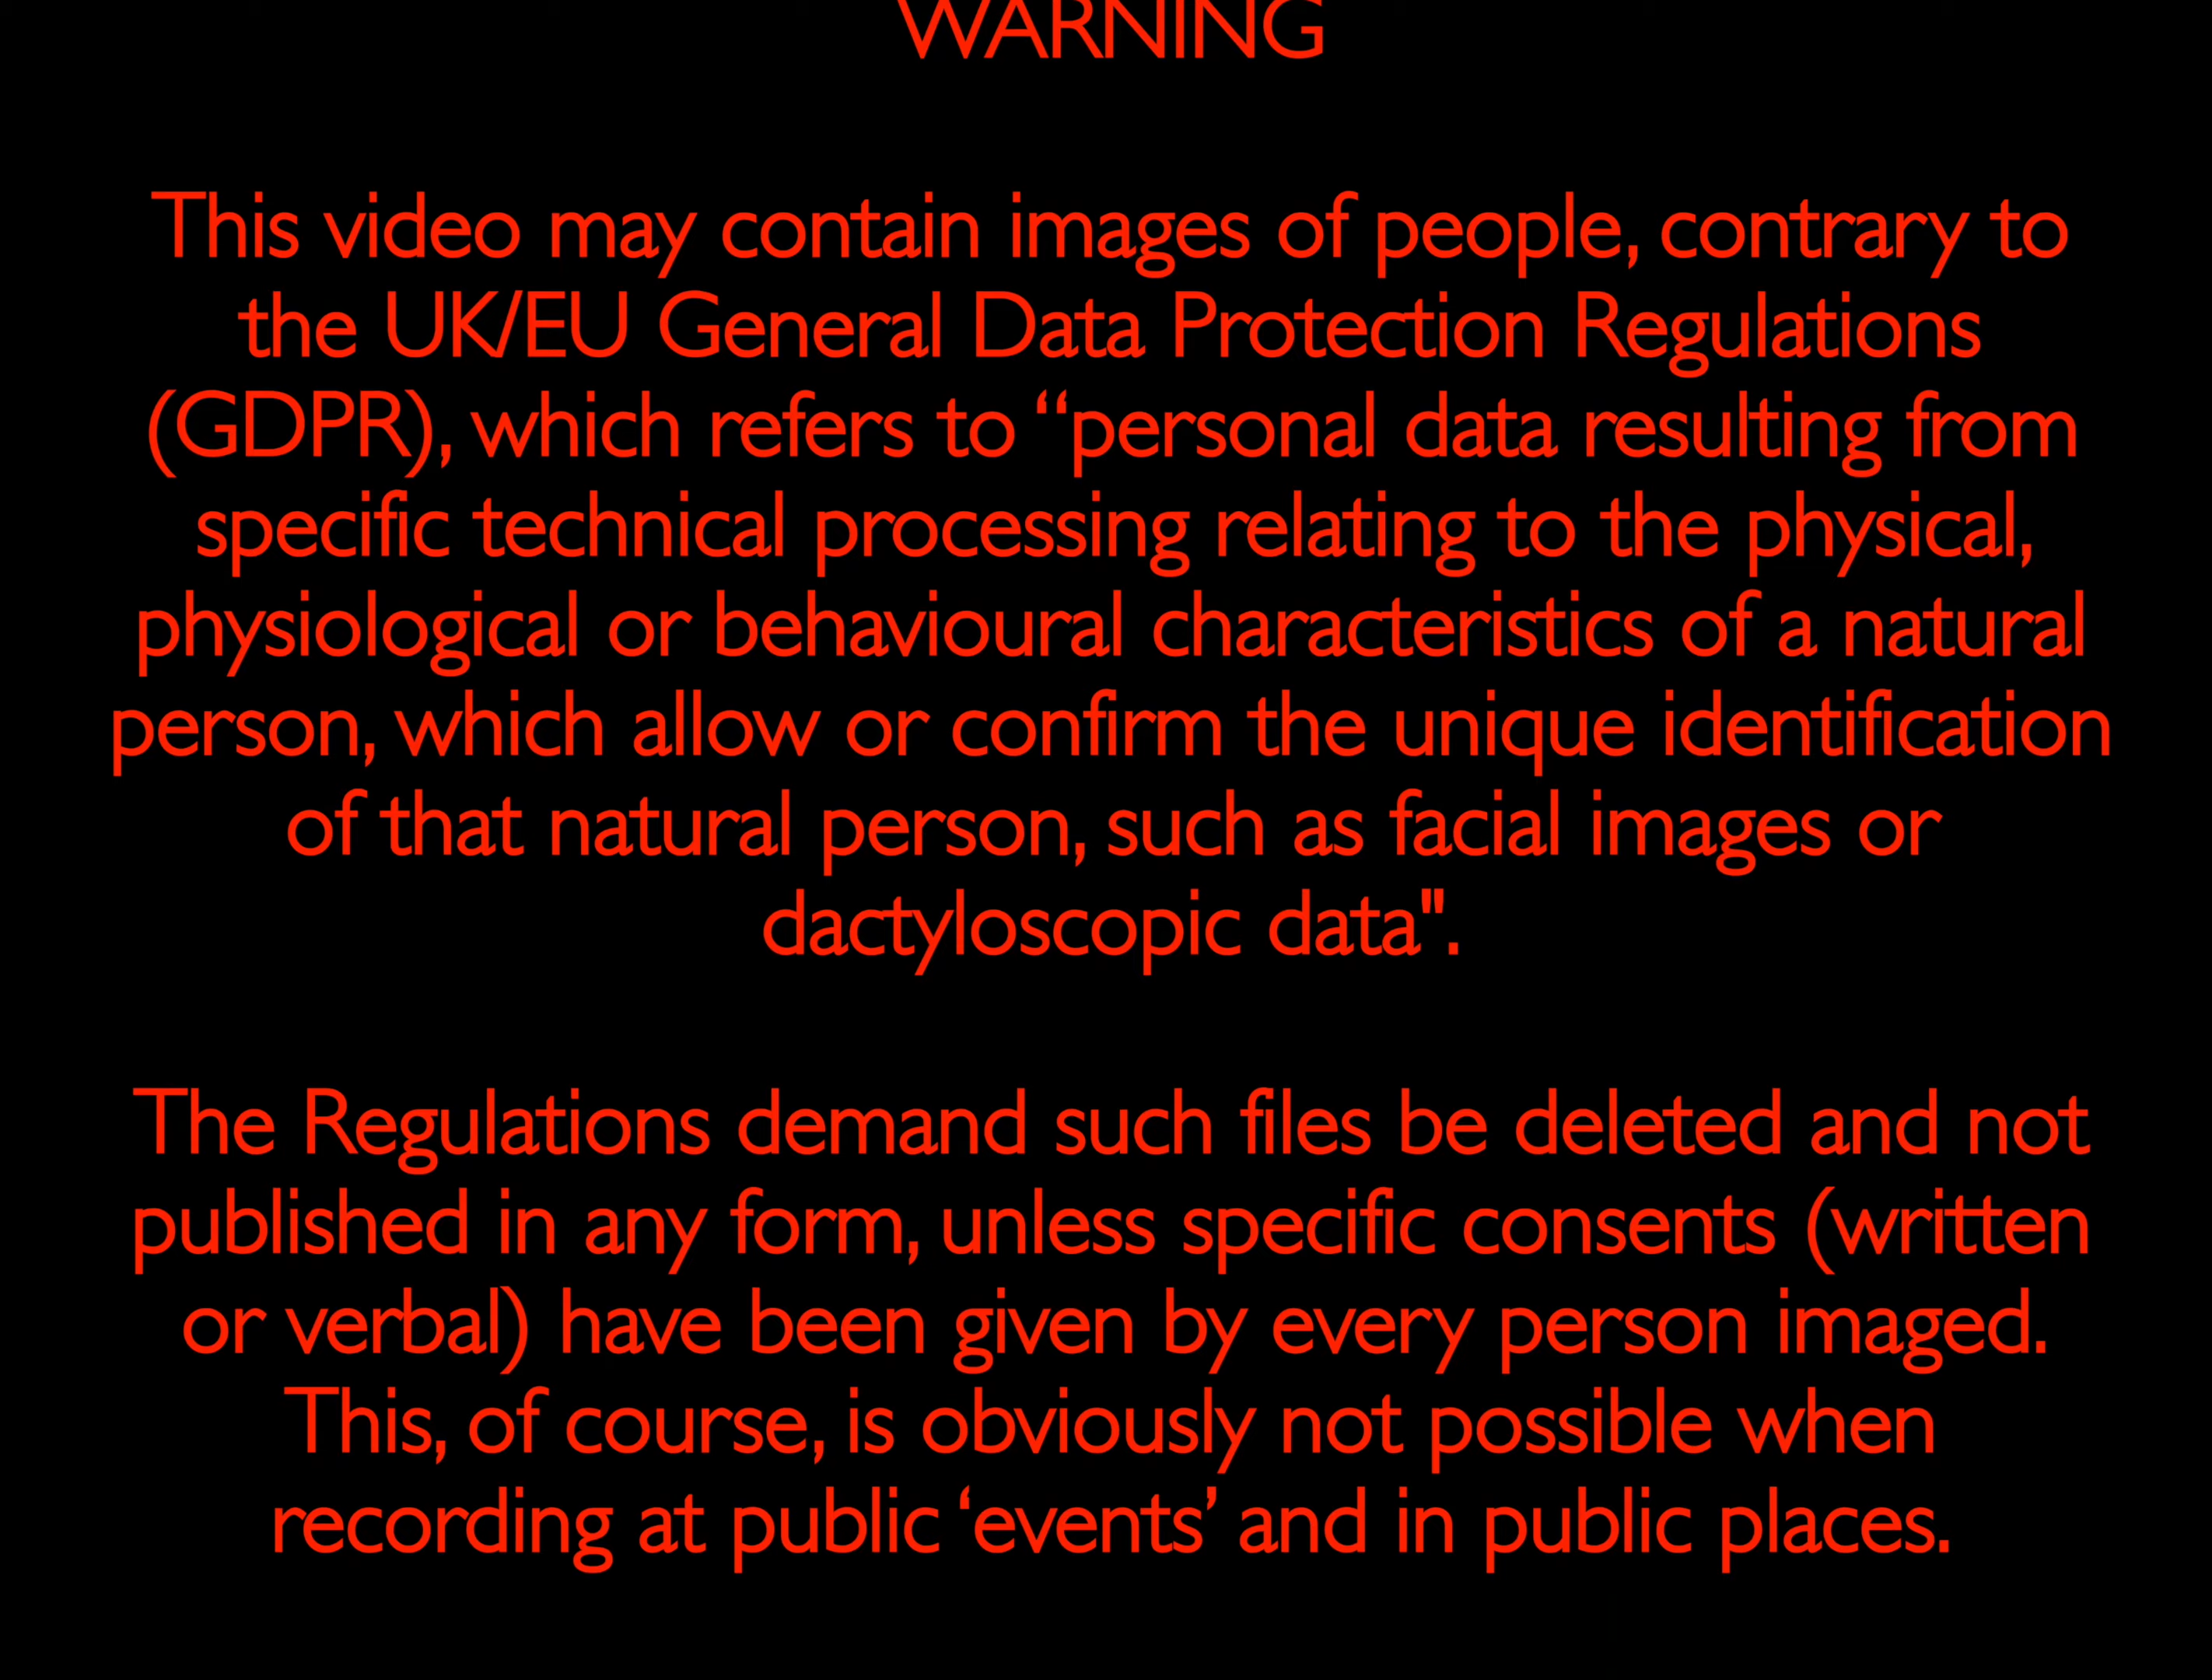 WARNING
This video may contain images of people, contrary to
the UK/EU General Data Protection Regulations
(GDPR), which refers to “personal data resulting from
specific technical processing relating to the physical,
physiological or behavioural characteristics of a natural
person, which allow or confirm the unique identification
of that natural person, such as facial images or
dactyloscopic data".
The Regulations demand such files be deleted and not
published in any form, unless specific consents (written
or verbal) have been given by every person imaged.
This, of course, is obviously not possible when
recording at public ‘events’ and in public places.